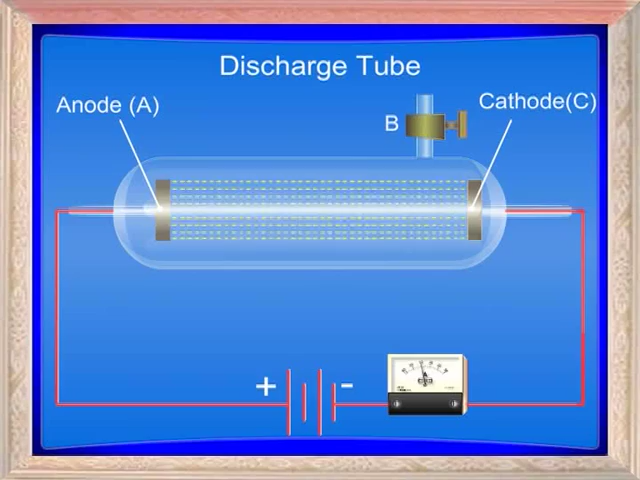 Discharge Tube
Anode (A)
Cathode(C)
B
+
-